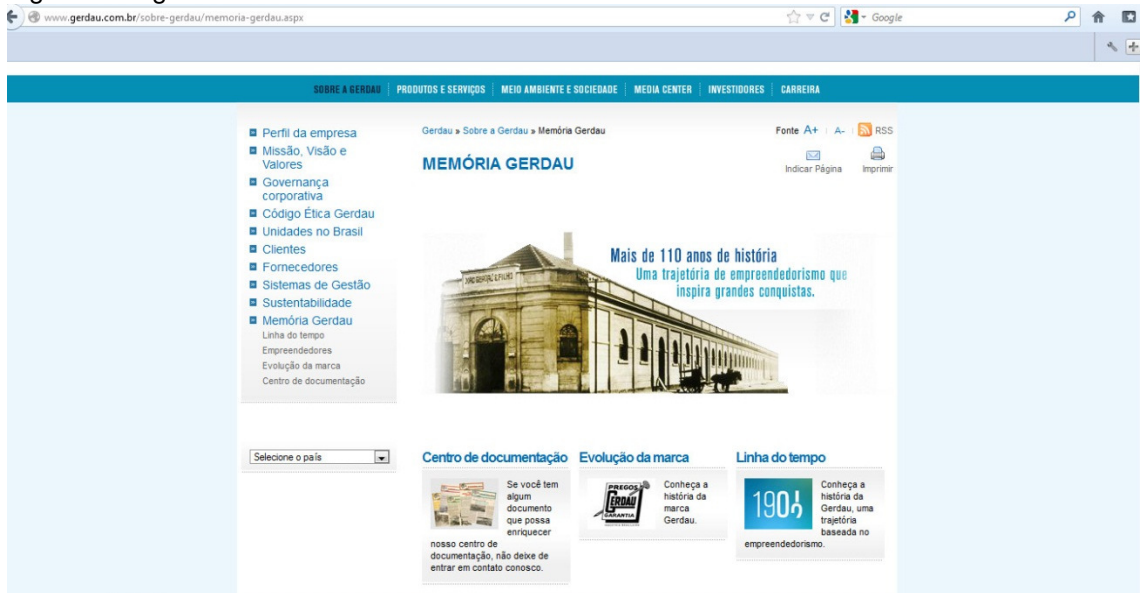 www.gerdau.com.br/sobre-gerdau/memoria-gerdau.aspx
Google
SOBRE A GERDAU | PRODUTOS E SERVIÇOS | MEIO AMBIENTE E SOCIEDADE | MEDIA CENTER | INVESTIDORES | CARREIRA
Perfil da empresa
Missão, Visão e
Valores
Governança
corporativa
Código Ética Gerdau
Unidades no Brasil
Clientes
Fornecedores
Sistemas de Gestão
Sustentabilidade
Memória Gerdau
Linha do tempo
Empreendedores
Evolução da marca
Centro de documentação
Selecione o país
Gerdau » Sobre a Gerdau » Memória Gerdau
Fonte A+ | A- | RSS
MEMÓRIA GERDAU
Indicar Página
Imprimir
Mais de 110 anos de história
Uma trajetória de empreendedorismo que
inspira grandes conquistas.
Centro de documentação
Se você tem
algum
documento
que possa
enriquecer
nosso centro de
documentação, não deixe de
entrar em contato conosco.
Evolução da marca
PREGOS
GERDAU
GARANTIA
Conheça a
história da
marca
Gerdau.
Linha do tempo
190
Conheça a
história da
Gerdau, uma
trajetória
baseada no
empreendedorismo.